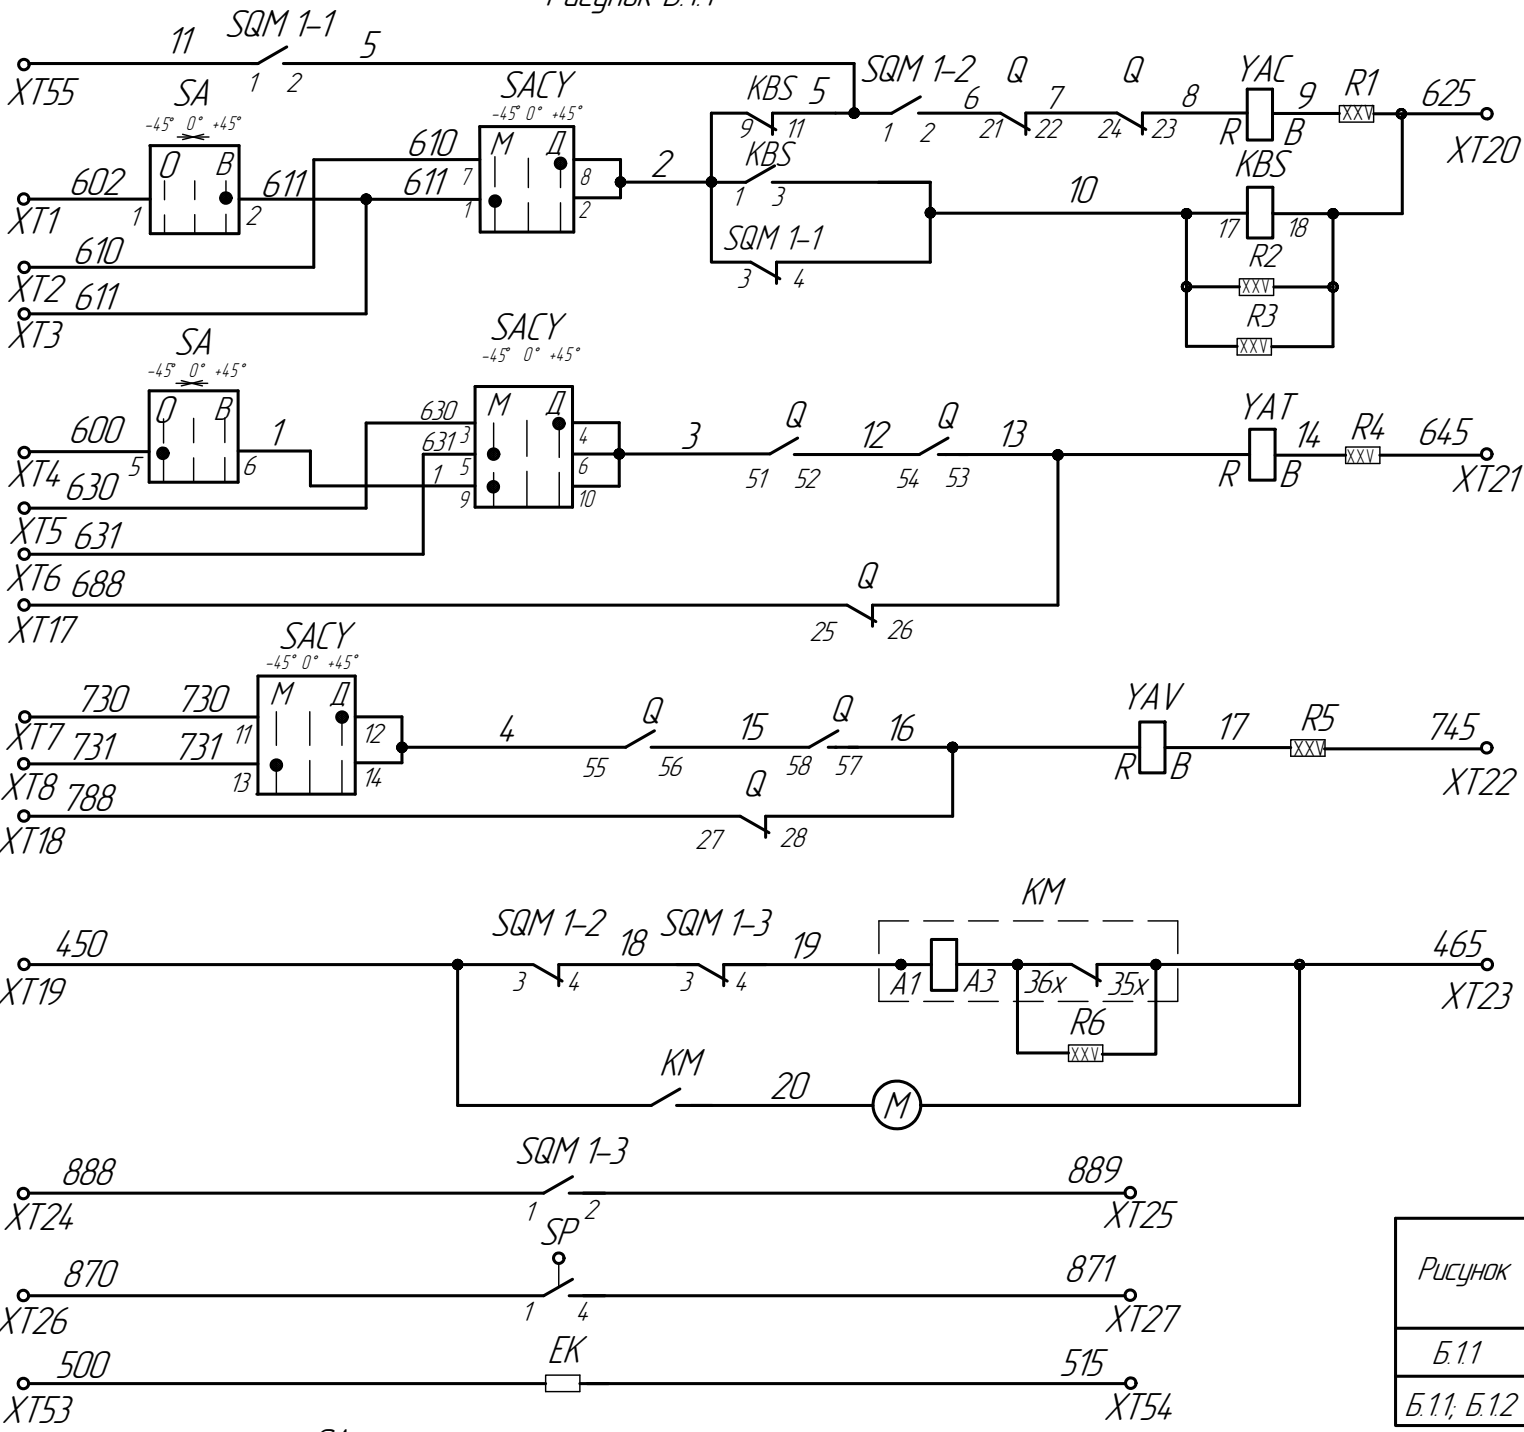 11 SQM 1-1 5
XT55 1 2
SA
-45° 0° +45°
SACY
-45° 0° +45°
KBS 5 SQM 1-2 Q Q YAC R1
6 7 8 9 625
9 11 1 2 21 22 24 23 R B XT20
О В
602 611
XT1 1 2
610 М Д
7 8
611
1 2
2
KBS
1 3
10
KBS
17 18
SQM 1-1
3 4
R2
R3
610
XT2
611
XT3
SA
-45° 0° +45°
SACY
-45° 0° +45°
О В
600 1
XT4 5 6
630 М Д
3 4
631
5 6
1
9 10
3 Q 12 Q 13
51 52 54 53
YAT 14 R4 645
R B XT21
630
XT5
631
XT6
688 Q
XT17 25 26
SACY
-45° 0° +45°
М Д
730 730
XT7 11 12
731 731
XT8 13 14
4 Q 15 Q 16
55 56 58 57
YAV 17 R5 745
R B XT22
788 Q
XT18 27 28
KM
450 SQM 1-2 18 SQM 1-3 19 465
XT19 3 4 3 4 A1 A3 36x 35x XT23
R6
KM 20
M
SQM 1-3
888 889
XT24 1 2 XT25
SP
870 871
XT26 1 4 XT27
EK
500 515
XT53 XT54
Рисунок
Б.1.1
Б.1.1; Б.1.2